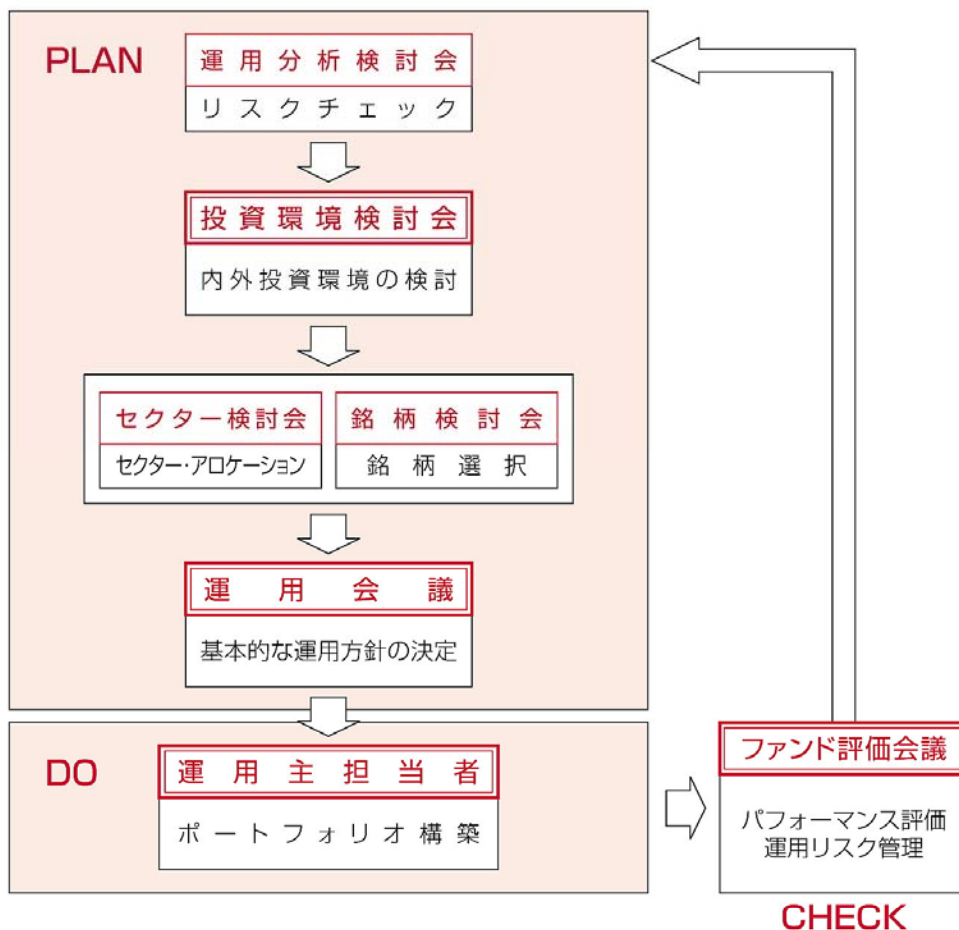 PLAN
運用分析検討会
リスクチェック
投資環境検討会
内外投資環境の検討
セクター検討会
セクター・アロケーション
銘柄検討会
銘柄選択
運用会議
基本的な運用方針の決定
DO
運用主担当者
ポートフォリオ構築
ファンド評価会議
パフォーマンス評価
運用リスク管理
CHECK